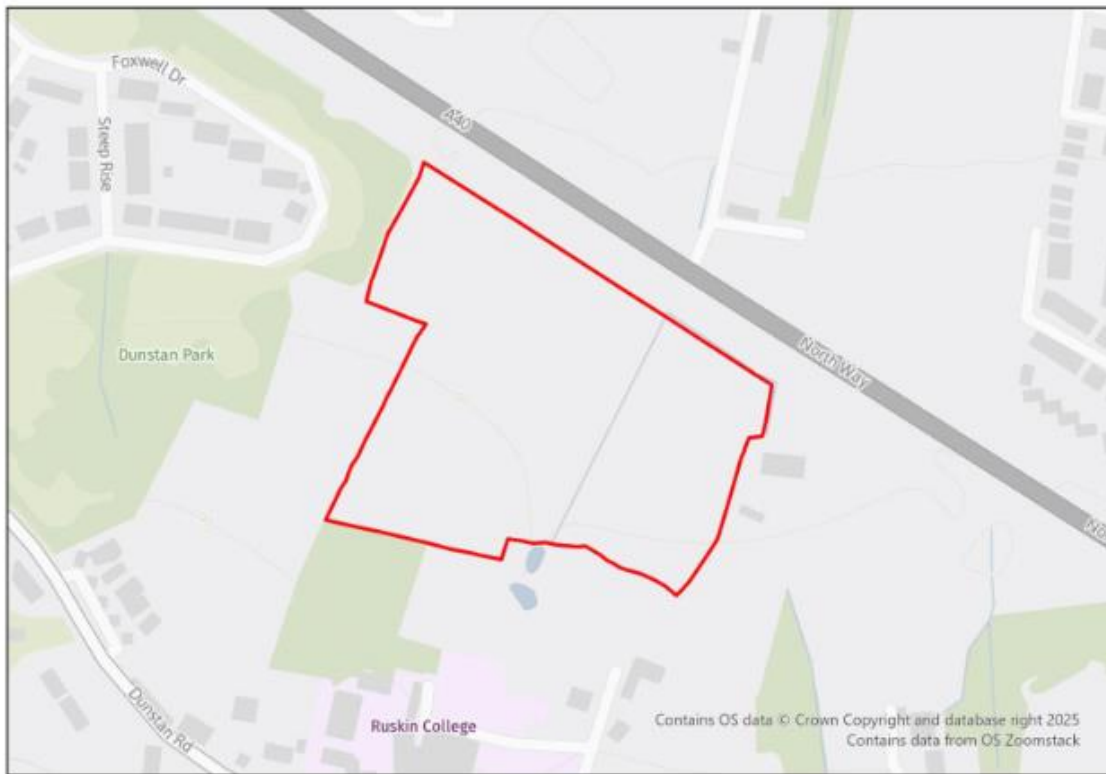 Foxwell Dr
Steep Rise
A40
Dunstan Park
North Way
No
Dunstan Rd
Ruskin College
Contains OS data © Crown Copyright and database right 2025
Contains data from OS Zoomstack